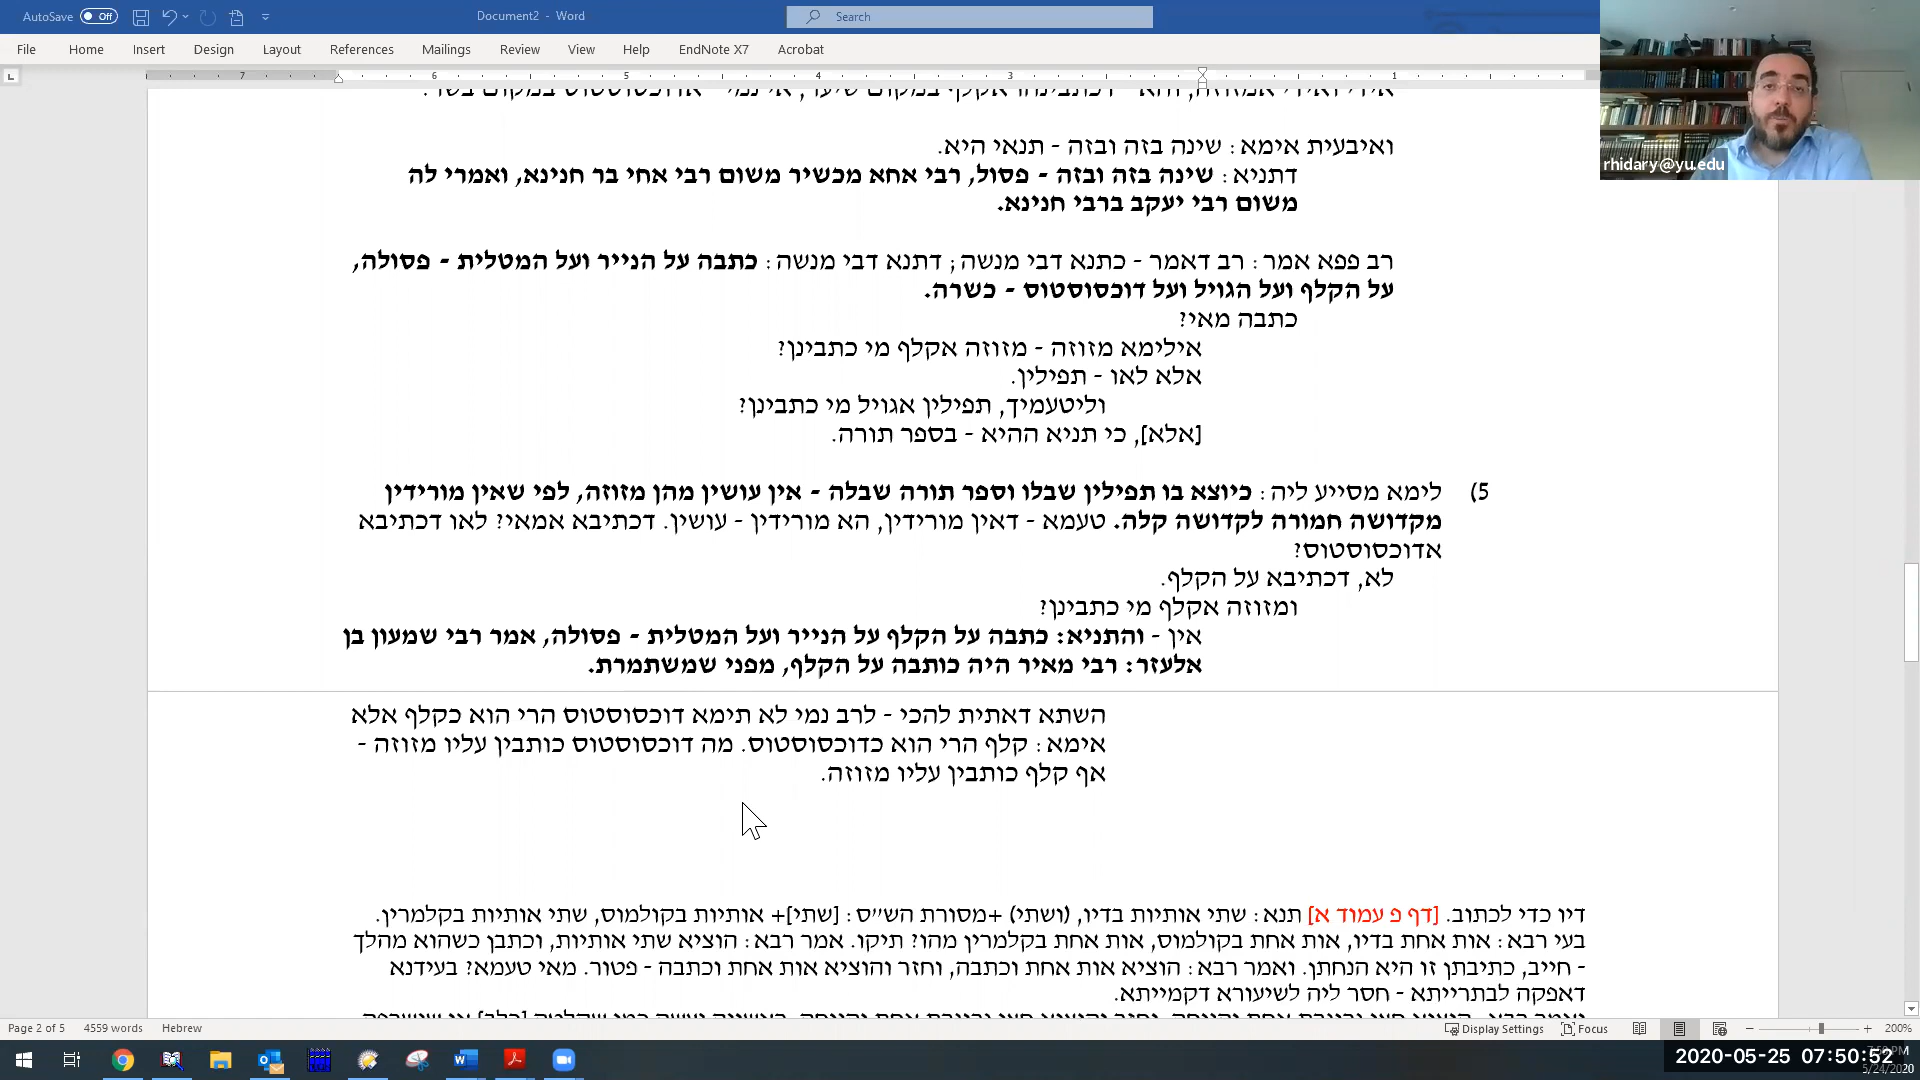 AutoSave Off
Document2 - Word
Search
File Home Insert Design Layout References Mailings Review View Help EndNote X7 Acrobat
7 6 5 4 3 1
rhidary@yu.edu
ואיבעית אימא: שינה בזה ובזה - תנאי היא.
דתניא: שינה בזה ובזה - פסול, רבי אחא מכשיר משום רבי אחי בר חנינא, ואמרי לה
משום רבי יעקב ברבי חנינא.
רב פפא אמר: רב דאמר - כתנא דבי מנשה; דתנא דבי מנשה: כתבה על הנייר ועל המטלית - פסולה,
על הקלף ועל הגויל ועל דוכסוסטוס - כשרה.
כתבה מאי?
אילימא מזוזה - מזוזה אקלף מי כתבינן?
אלא לאו - תפילין.
וליטעמיך, תפילין אגויל מי כתבינן?
[אלא], כי תניא ההיא - בספר תורה.
5) לימא מסייע ליה: כיוצא בו תפילין שבלו וספר תורה שבלה - אין עושין מהן מזוזה, לפי שאין מורידין
מקדושה חמורה לקדושה קלה. טעמא - דאין מורידין, הא מורידין - עושין. דכתיבא אמאי? לאו דכתיבא
אדוכסוסטוס?
לא, דכתיבא על הקלף.
ומזוזה אקלף מי כתבינן?
אין - והתניא: כתבה על הקלף על הנייר ועל המטלית - פסולה, אמר רבי שמעון בן
אלעזר: רבי מאיר היה כותבה על הקלף, מפני שמשתמרת.
השתא דאתית להכי - לרב נמי לא תימא דוכסוסטוס הרי הוא כקלף אלא
אימא: קלף הרי הוא כדוכסוסטוס. מה דוכסוסטוס כותבין עליו מזוזה -
אף קלף כותבין עליו מזוזה.
דיו כדי לכתוב. [דף פ עמוד א] תנא: שתי אותיות בדיו, (ושתי) +מסורת הש״ס: [שתי]+ אותיות בקולמוס, שתי אותיות בקלמרין.
בעי רבא: אות אחת בדיו, אות אחת בקולמוס, אות אחת בקלמרין מהו? תיקו. אמר רבא: הוציא שתי אותיות, וכתבן כשהוא מהלך
- חייב, כתיבתן זו היא הנחתן. ואמר רבא: הוציא אות אחת וכתבה, וחזר והוציא אות אחת וכתבה - פטור. מאי טעמא? בעידנא
דאפקה לבתרייתא - חסר ליה לשיעורא דקמייתא.
Page 2 of 5 4559 words Hebrew
Display Settings Focus 200%
2020-05-25 07:50:52